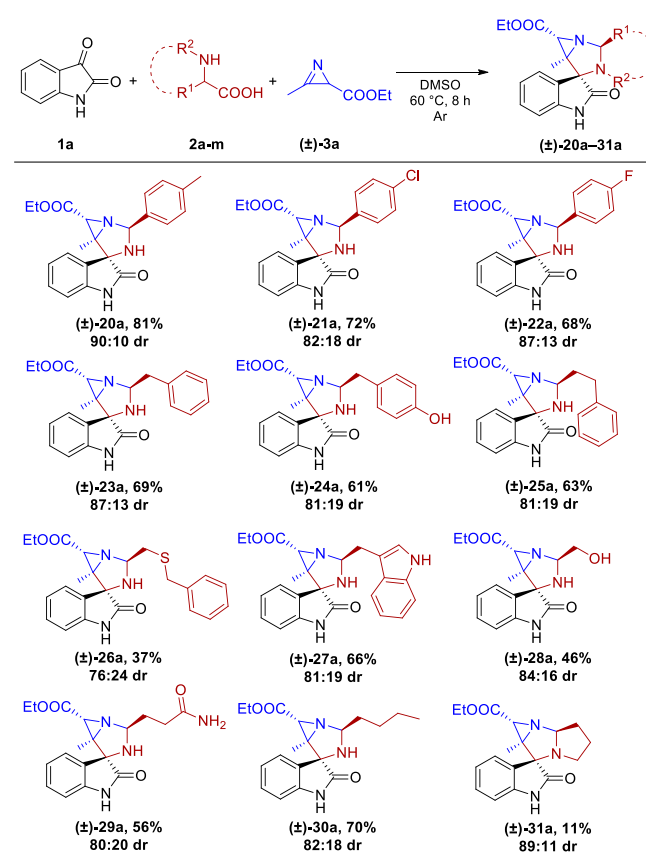 EtOOC N R¹
O R² NH
O + R¹ COOH + N COOEt DMSO N R²
N H 60 °C, 8 h O
Ar N H
1a 2a-m (±)-3a (±)-20a–31a
EtOOC N NH O N H
EtOOC N Cl NH O N H
EtOOC N F NH O N H
(±)-20a, 81% (±)-21a, 72% (±)-22a, 68%
90:10 dr 82:18 dr 87:13 dr
EtOOC N NH O N H
EtOOC N NH OH O N H
EtOOC N NH O N H
(±)-23a, 69% (±)-24a, 61% (±)-25a, 63%
87:13 dr 81:19 dr 81:19 dr
EtOOC N S NH O N H
EtOOC N NH NH O N H
EtOOC N OH NH O N H
(±)-26a, 37% (±)-27a, 66% (±)-28a, 46%
76:24 dr 81:19 dr 84:16 dr
EtOOC N O NH₂ NH O N H
EtOOC N NH O N H
EtOOC N N O N H
(±)-29a, 56% (±)-30a, 70% (±)-31a, 11%
80:20 dr 82:18 dr 89:11 dr